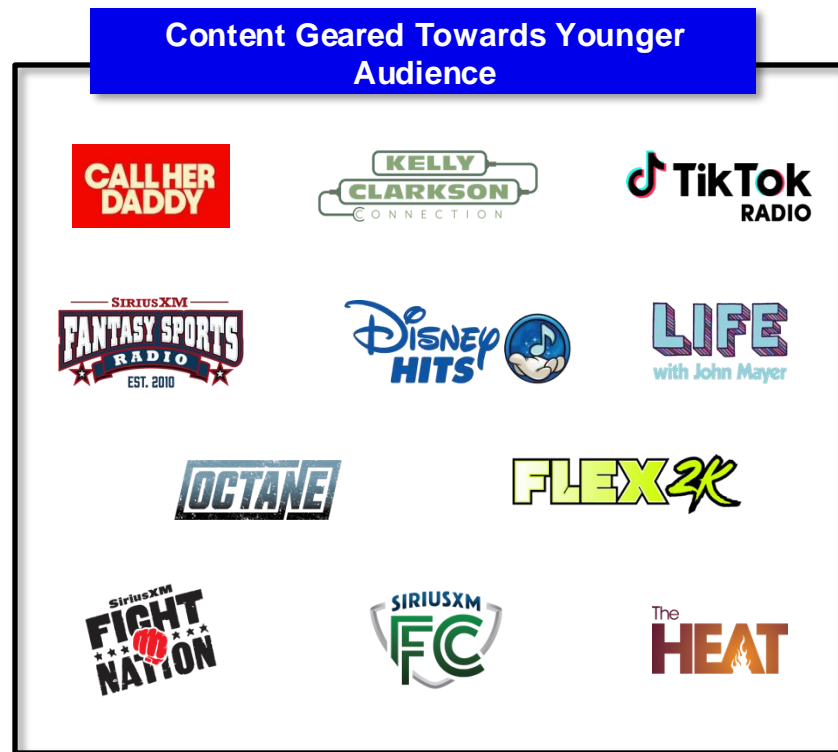 Content Geared Towards Younger
Audience
CALL HER
DADDY
KELLY
CLARKSON
CONNECTION
TikTok
RADIO
SIRIUSXM
FANTASY SPORTS
RADIO
EST. 2010
Disney
HITS
LIFE
with John Mayer
OCTANE
FLEX2K
SiriusXM
FIGHT
NATION
SIRIUSXM
FC
The
HEAT